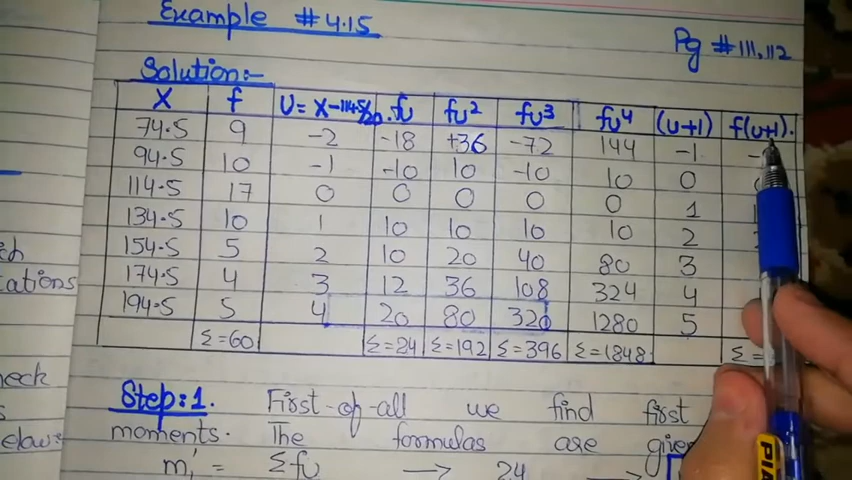 Example #4.15
Pg #111,112
Solution:-
X f U= X-114.5/20 . fu fu² fu³ fu⁴ (u+1) f(u+1).
74.5 9 -2 -18 +36 -72 144 -1
94.5 10 -1 -10 10 -10 10 0
114.5 17 0 0 0 0 0 1
134.5 10 1 10 10 10 10 2
154.5 5 2 10 20 40 80 3
174.5 4 3 12 36 108 324 4
194.5 5 4 20 80 320 1280 5
Σ=60 Σ=24 Σ=192 Σ=396 Σ=1848 Σ=
Step:1. First-of-all we find first
moments. The formulas are
m₁' = Σfu → 24 →
ations